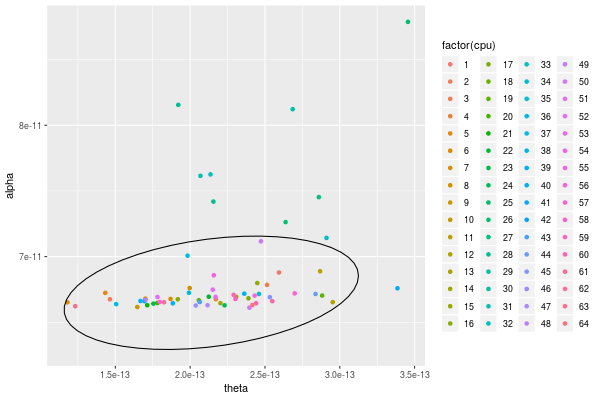 factor(cpu)
1 17 33 49
2 18 34 50
3 19 35 51
4 20 36 52
5 21 37 53
6 22 38 54
7 23 39 55
8 24 40 56
9 25 41 57
10 26 42 58
11 27 43 59
12 28 44 60
13 29 45 61
14 30 46 62
15 31 47 63
16 32 48 64
alpha
8e-11
7e-11
1.5e-13 2.0e-13 2.5e-13 3.0e-13 3.5e-13
theta